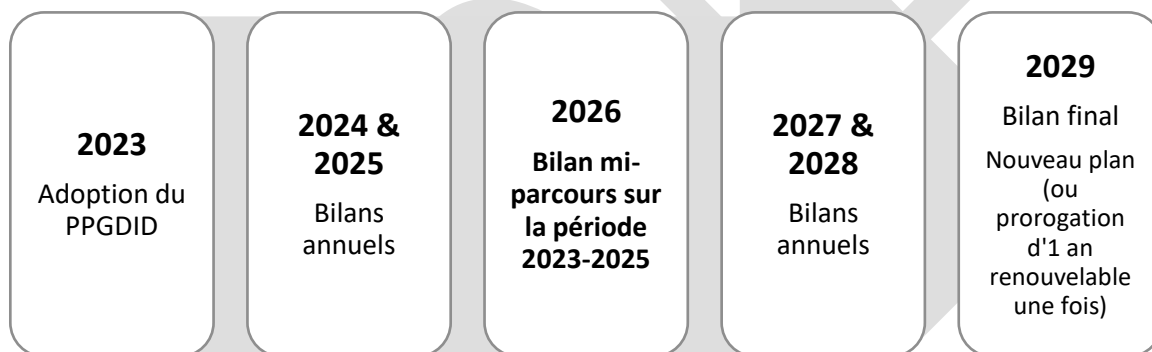 2023
Adoption du
PPGDID
2024 &
2025
Bilans
annuels
2026
Bilan mi-
parcours sur
la période
2023-2025
2027 &
2028
Bilans
annuels
2029
Bilan final
Nouveau plan
(ou
prorogation
d'1 an
renouvelable
une fois)